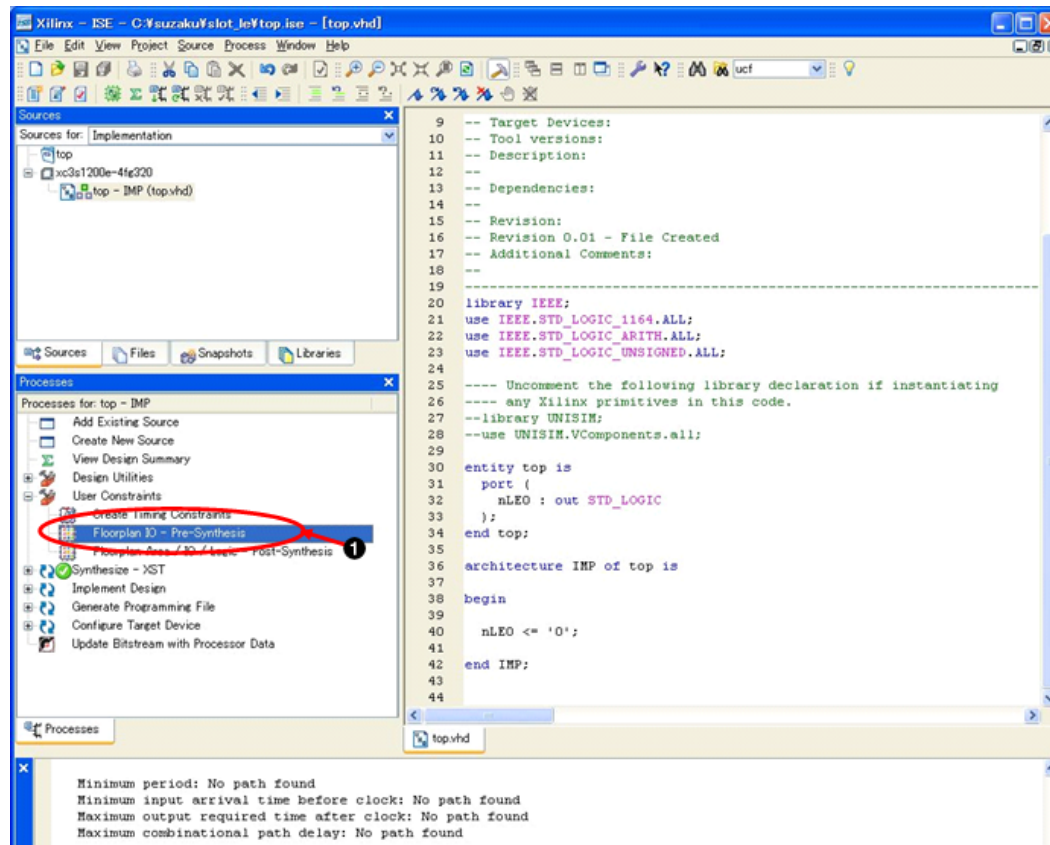 Xilinx - ISE - C:¥suzaku¥slot_le¥top.ise - [top.vhd]
File Edit View Project Source Process Window Help
ucf
Sources
Sources for: Implementation
top
xc3s1200e-4fg320
top - IMP (top.vhd)
Sources Files Snapshots Libraries
Processes
Processes for: top - IMP
Add Existing Source
Create New Source
View Design Summary
Design Utilities
User Constraints
Create Timing Constraints
Floorplan IO - Pre-Synthesis
Floorplan Area / IO / Logic - Post-Synthesis
1
Synthesize - XST
Implement Design
Generate Programming File
Configure Target Device
Update Bitstream with Processor Data
Processes
9 -- Target Devices:
10 -- Tool versions:
11 -- Description:
12 --
13 -- Dependencies:
14 --
15 -- Revision:
16 -- Revision 0.01 - File Created
17 -- Additional Comments:
18 --
19 ----------------------------------------------------------------------
20 library IEEE;
21 use IEEE.STD_LOGIC_1164.ALL;
22 use IEEE.STD_LOGIC_ARITH.ALL;
23 use IEEE.STD_LOGIC_UNSIGNED.ALL;
24
25 ---- Uncomment the following library declaration if instantiating
26 ---- any Xilinx primitives in this code.
27 --library UNISIM;
28 --use UNISIM.VComponents.all;
29
30 entity top is
31 port (
32 nLE0 : out STD_LOGIC
33 );
34 end top;
35
36 architecture IMP of top is
37
38 begin
39
40 nLE0 <= '0';
41
42 end IMP;
43
44
top.vhd
Minimum period: No path found
Minimum input arrival time before clock: No path found
Maximum output required time after clock: No path found
Maximum combinational path delay: No path found